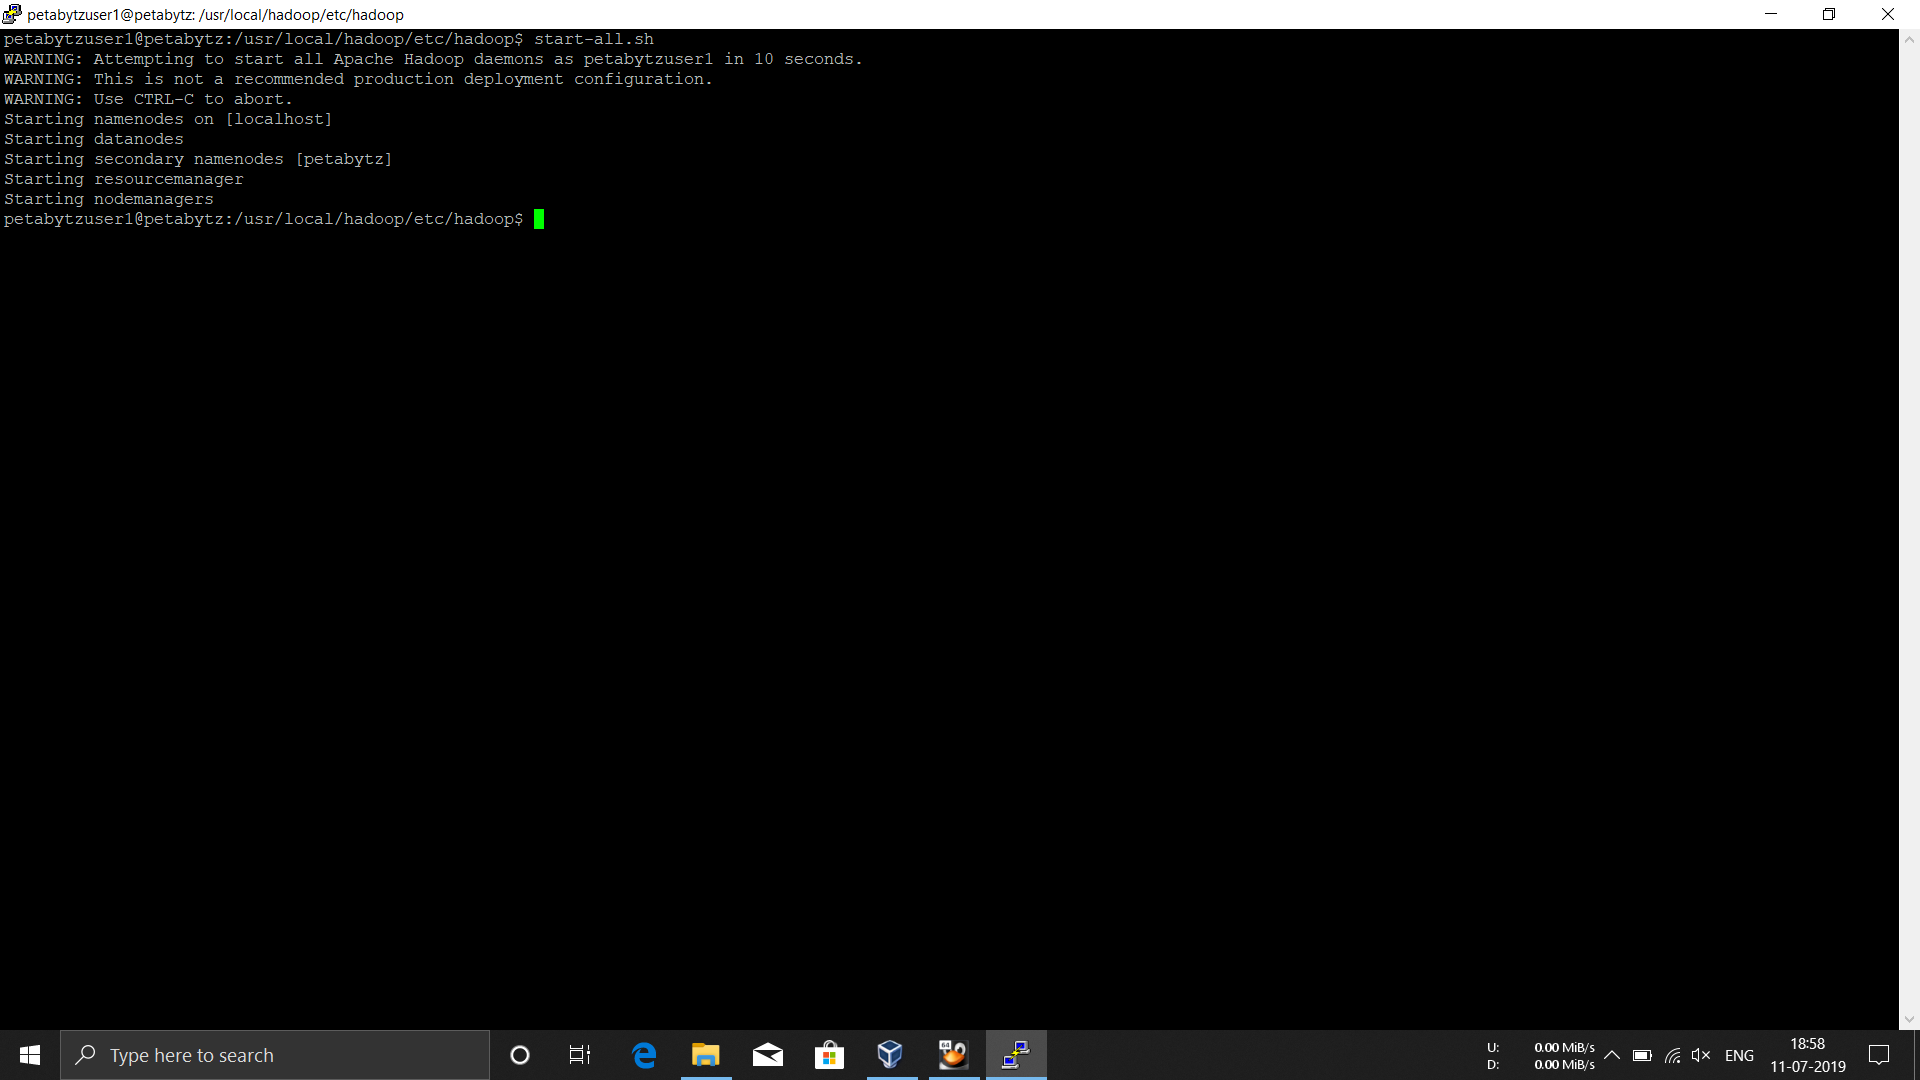 petabytzuser1@petabytz: /usr/local/hadoop/etc/hadoop
petabytzuser1@petabytz:/usr/local/hadoop/etc/hadoop$ start-all.sh
WARNING: Attempting to start all Apache Hadoop daemons as petabytzuser1 in 10 seconds.
WARNING: This is not a recommended production deployment configuration.
WARNING: Use CTRL-C to abort.
Starting namenodes on [localhost]
Starting datanodes
Starting secondary namenodes [petabytz]
Starting resourcemanager
Starting nodemanagers
petabytzuser1@petabytz:/usr/local/hadoop/etc/hadoop$
Type here to search
64
U: 0.00 MiB/s
D: 0.00 MiB/s
ENG
18:58
11-07-2019